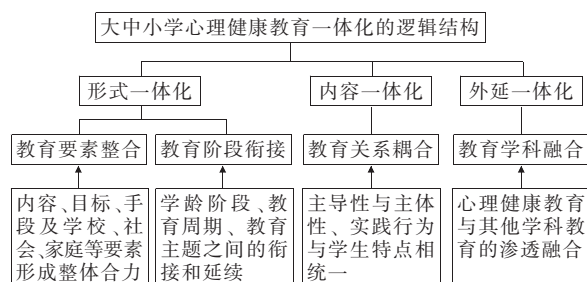 大中小学心理健康教育一体化的逻辑结构
形式一体化
内容一体化
外延一体化
教育要素整合
教育阶段衔接
教育关系耦合
教育学科融合
内容、目标、手
段及学校、社
会、家庭等要素
形成整体合力
学龄阶段、教
育周期、教育
主题之间的衔
接和延续
主导性与主体
性、实践行为
与学生特点相
统一
心理健康教育
与其他学科教
育的渗透融合